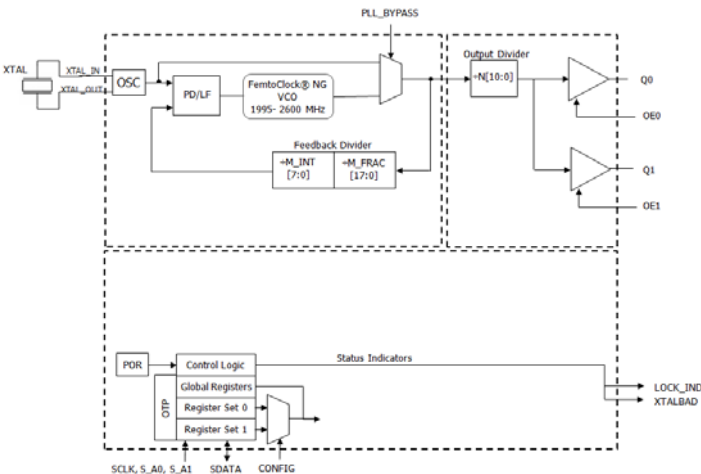 PLL_BYPASS
XTAL
XTAL_IN
XTAL_OUT
OSC
PD/LF
FemtoClock® NG
VCO
1995- 2600 MHz
Feedback Divider
÷M_INT
[7:0]
÷M_FRAC
[17:0]
Output Divider
÷N[10:0]
Q0
OE0
Q1
OE1
POR
Control Logic
Status Indicators
Global Registers
OTP
Register Set 0
Register Set 1
LOCK_IND
XTALBAD
SCLK, S_A0, S_A1
SDATA
CONFIG